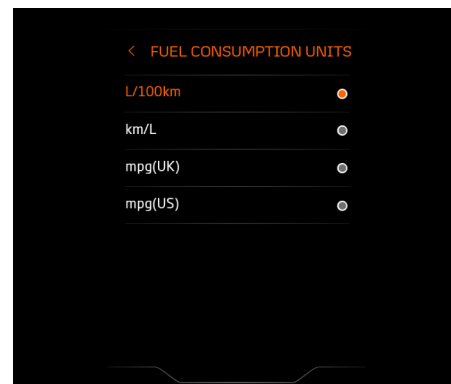 < FUEL CONSUMPTION UNITS
L/100km
km/L
mpg(UK)
mpg(US)